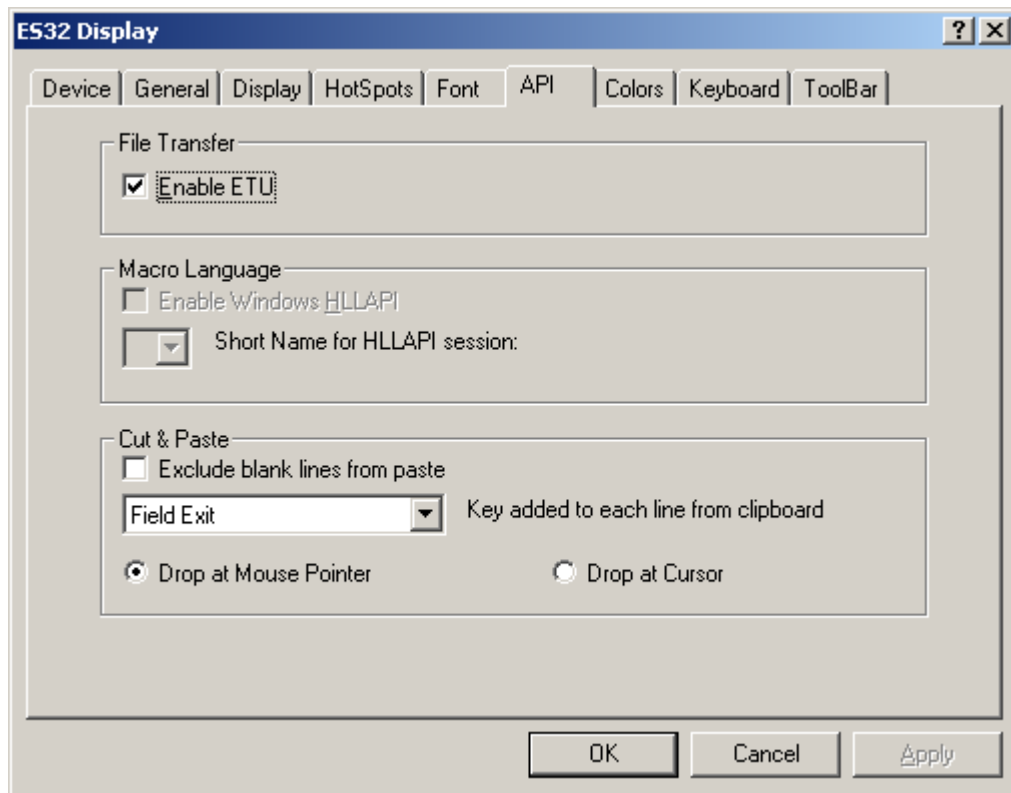 ES32 Display
Device General Display HotSpots Font API Colors Keyboard ToolBar
File Transfer
Enable ETU
Macro Language
Enable Windows HLLAPI
Short Name for HLLAPI session:
Cut & Paste
Exclude blank lines from paste
Field Exit Key added to each line from clipboard
Drop at Mouse Pointer Drop at Cursor
OK Cancel Apply